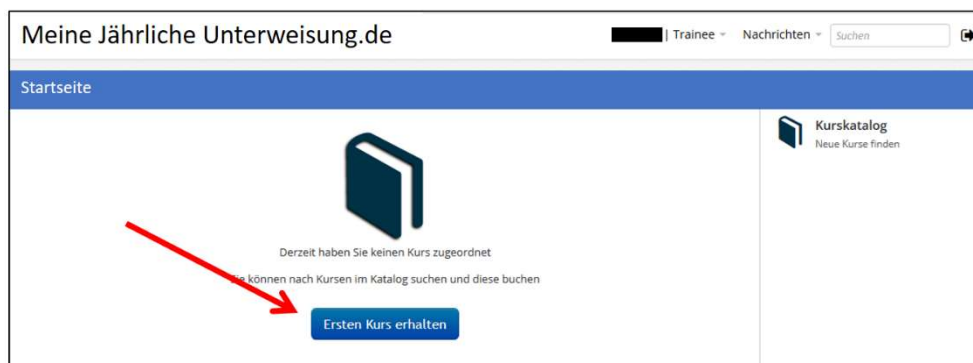 Meine Jährliche Unterweisung.de
| Trainee Nachrichten Suchen
Startseite
Kurskatalog
Neue Kurse finden
Derzeit haben Sie keinen Kurs zugeordnet
Sie können nach Kursen im Katalog suchen und diese buchen
Ersten Kurs erhalten